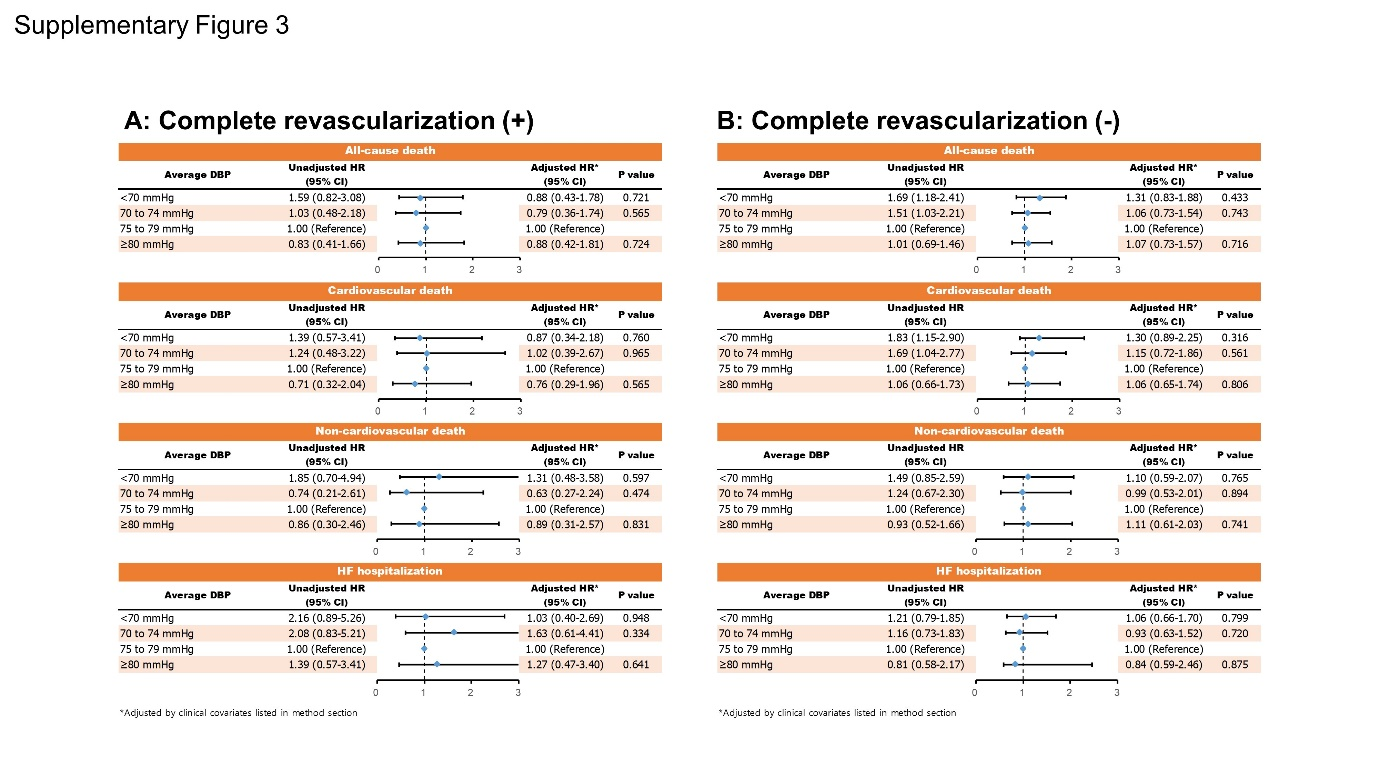 Supplementary Figure 3
A: Complete revascularization (+)
All-cause death
Average DBP Unadjusted HR (95% CI) Adjusted HR* (95% CI) P value
<70 mmHg 1.59 (0.82-3.08) 0.88 (0.43-1.78) 0.721
70 to 74 mmHg 1.03 (0.48-2.18) 0.79 (0.36-1.74) 0.565
75 to 79 mmHg 1.00 (Reference) 1.00 (Reference)
≥80 mmHg 0.83 (0.41-1.66) 0.88 (0.42-1.81) 0.724
0 1 2 3
Cardiovascular death
Average DBP Unadjusted HR (95% CI) Adjusted HR* (95% CI) P value
<70 mmHg 1.39 (0.57-3.41) 0.87 (0.34-2.18) 0.760
70 to 74 mmHg 1.24 (0.48-3.22) 1.02 (0.39-2.67) 0.965
75 to 79 mmHg 1.00 (Reference) 1.00 (Reference)
≥80 mmHg 0.71 (0.32-2.04) 0.76 (0.29-1.96) 0.565
0 1 2 3
Non-cardiovascular death
Average DBP Unadjusted HR (95% CI) Adjusted HR* (95% CI) P value
<70 mmHg 1.85 (0.70-4.94) 1.31 (0.48-3.58) 0.597
70 to 74 mmHg 0.74 (0.21-2.61) 0.63 (0.27-2.24) 0.474
75 to 79 mmHg 1.00 (Reference) 1.00 (Reference)
≥80 mmHg 0.86 (0.30-2.46) 0.89 (0.31-2.57) 0.831
0 1 2 3
HF hospitalization
Average DBP Unadjusted HR (95% CI) Adjusted HR* (95% CI) P value
<70 mmHg 2.16 (0.89-5.26) 1.03 (0.40-2.69) 0.948
70 to 74 mmHg 2.08 (0.83-5.21) 1.63 (0.61-4.41) 0.334
75 to 79 mmHg 1.00 (Reference) 1.00 (Reference)
≥80 mmHg 1.39 (0.57-3.41) 1.27 (0.47-3.40) 0.641
0 1 2 3
*Adjusted by clinical covariates listed in method section
B: Complete revascularization (-)
All-cause death
Average DBP Unadjusted HR (95% CI) Adjusted HR* (95% CI) P value
<70 mmHg 1.69 (1.18-2.41) 1.31 (0.83-1.88) 0.433
70 to 74 mmHg 1.51 (1.03-2.21) 1.06 (0.73-1.54) 0.743
75 to 79 mmHg 1.00 (Reference) 1.00 (Reference)
≥80 mmHg 1.01 (0.69-1.46) 1.07 (0.73-1.57) 0.716
0 1 2 3
Cardiovascular death
Average DBP Unadjusted HR (95% CI) Adjusted HR* (95% CI) P value
<70 mmHg 1.83 (1.15-2.90) 1.30 (0.89-2.25) 0.316
70 to 74 mmHg 1.69 (1.04-2.77) 1.15 (0.72-1.86) 0.561
75 to 79 mmHg 1.00 (Reference) 1.00 (Reference)
≥80 mmHg 1.06 (0.66-1.73) 1.06 (0.65-1.74) 0.806
0 1 2 3
Non-cardiovascular death
Average DBP Unadjusted HR (95% CI) Adjusted HR* (95% CI) P value
<70 mmHg 1.49 (0.85-2.59) 1.10 (0.59-2.07) 0.765
70 to 74 mmHg 1.24 (0.67-2.30) 0.99 (0.53-2.01) 0.894
75 to 79 mmHg 1.00 (Reference) 1.00 (Reference)
≥80 mmHg 0.93 (0.52-1.66) 1.11 (0.61-2.03) 0.741
0 1 2 3
HF hospitalization
Average DBP Unadjusted HR (95% CI) Adjusted HR* (95% CI) P value
<70 mmHg 1.21 (0.79-1.85) 1.06 (0.66-1.70) 0.799
70 to 74 mmHg 1.16 (0.73-1.83) 0.93 (0.63-1.52) 0.720
75 to 79 mmHg 1.00 (Reference) 1.00 (Reference)
≥80 mmHg 0.81 (0.58-2.17) 0.84 (0.59-2.46) 0.875
0 1 2 3
*Adjusted by clinical covariates listed in method section